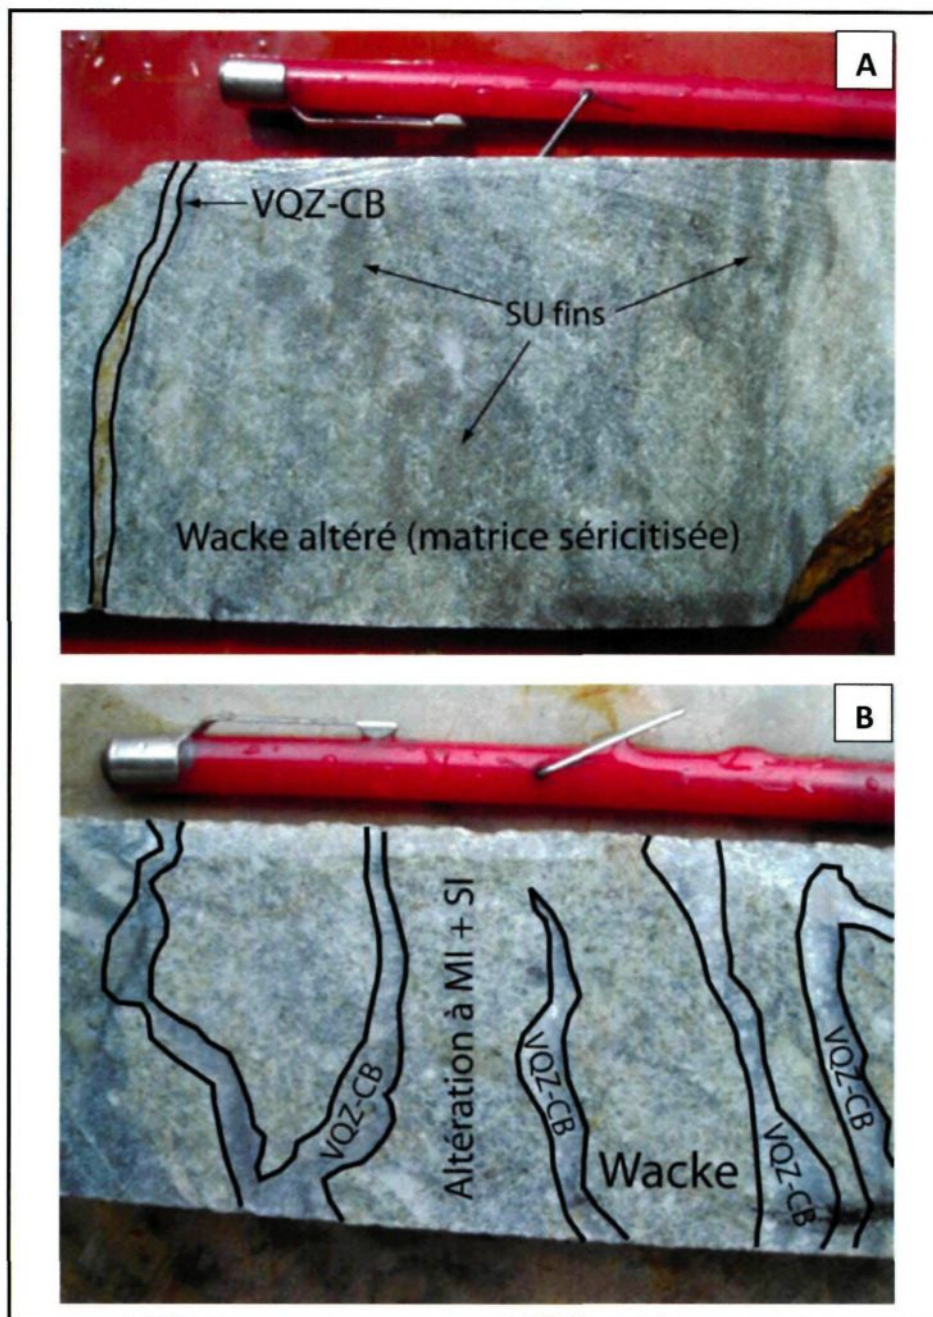 A
VQZ-CB
SU fins
Wacke altéré (matrice séricitisée)
B
VQZ-CB
Altération à MI + SI
VQZ-CB
Wacke
VQZ-CB
VQZ-CB